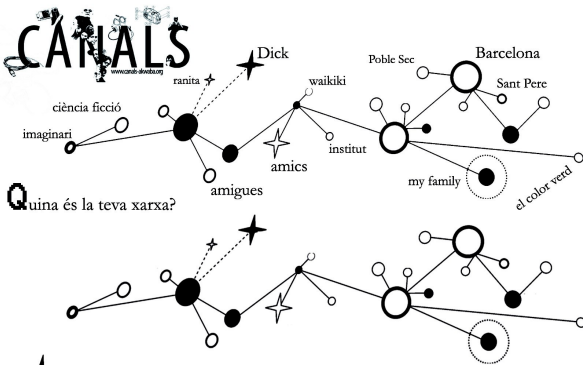 CANALS
www.canals-akwaba.org
Dick
ranita
waikiki
Poble Sec
Barcelona
Sant Pere
ciència ficció
imaginari
institut
amics
amigues
my family
el color verd
Quina és la teva xarxa?